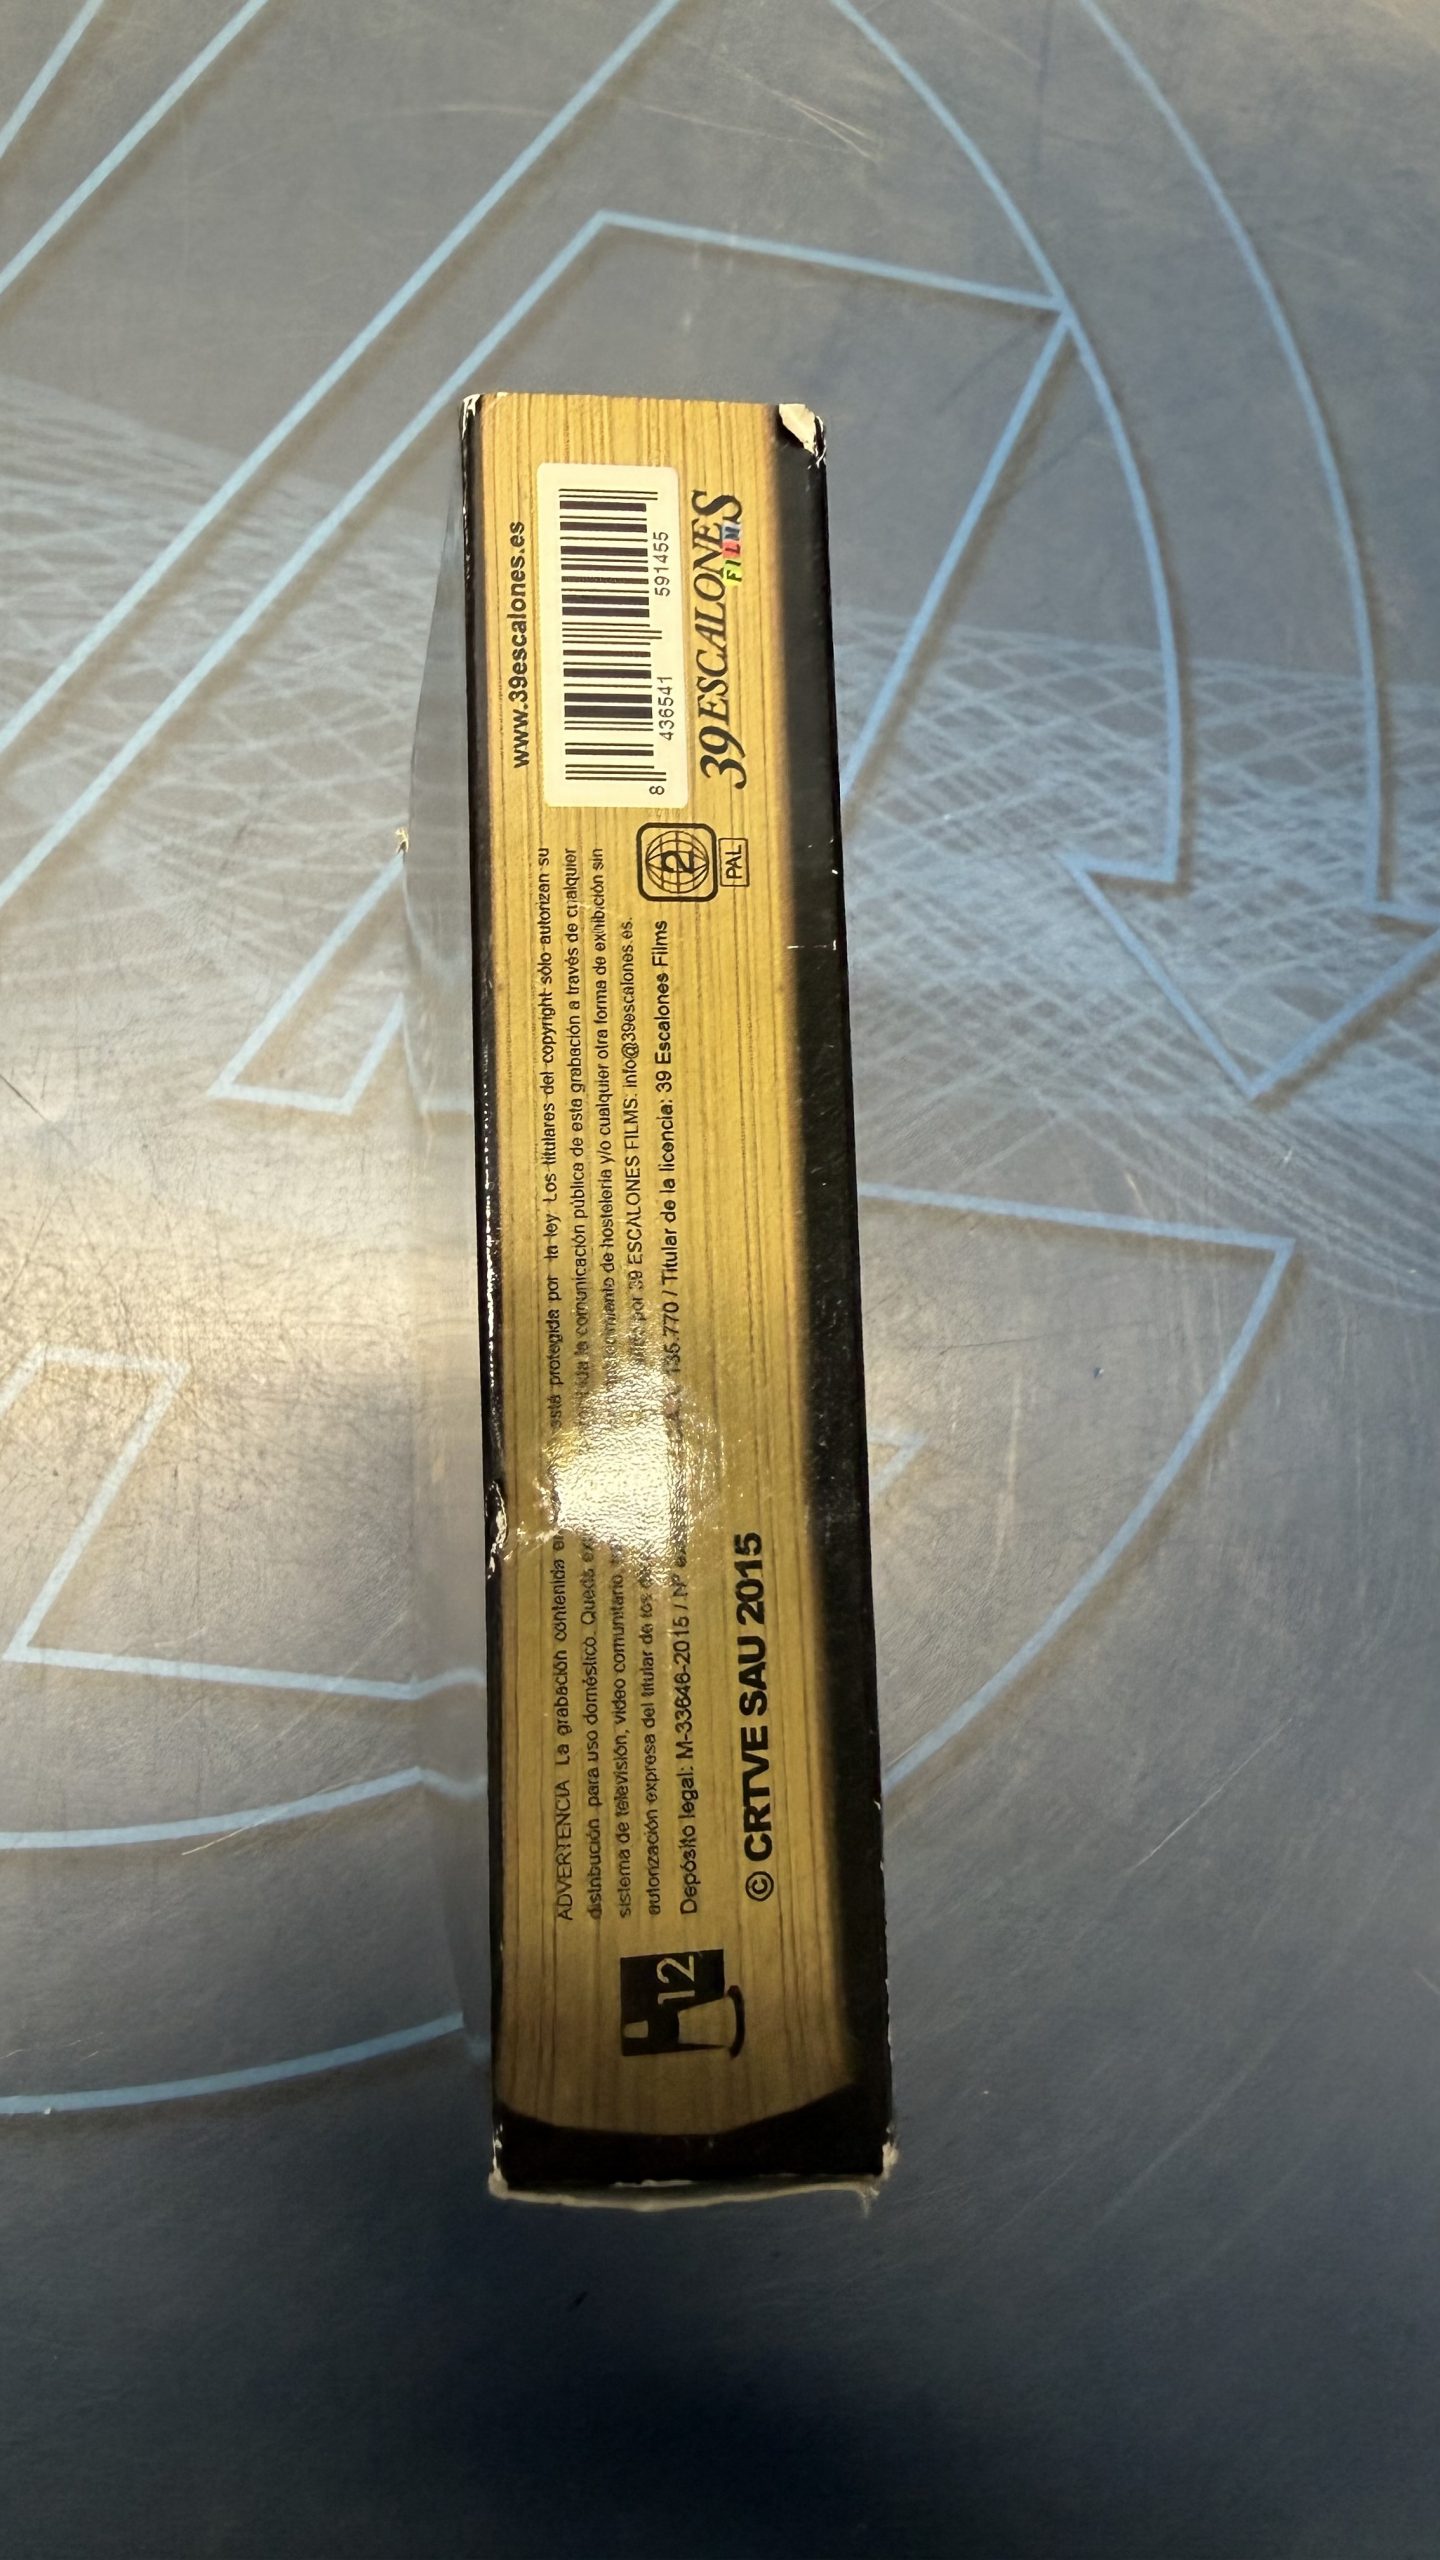 ADVERTENCIA La grabación contenida está protegida por la ley. Los titulares del copyright sólo autorizan su
distribución para uso doméstico. Queda la comunicación pública de esta grabación a través de cualquier
sistema de televisión, vídeo comunitario, de hostelería y/o cualquier otra forma de exhibición sin
autorización expresa del titular de los por 39 ESCALONES FILMS: info@39escalones.es.
Depósito legal: M-33646-2015 / Nº 135.770 / Titular de la licencia: 39 Escalones Films
© CRTVE SAU 2015
12
2
PAL
www.39escalones.es
8 436541 591455
39ESCALONES
FILMS